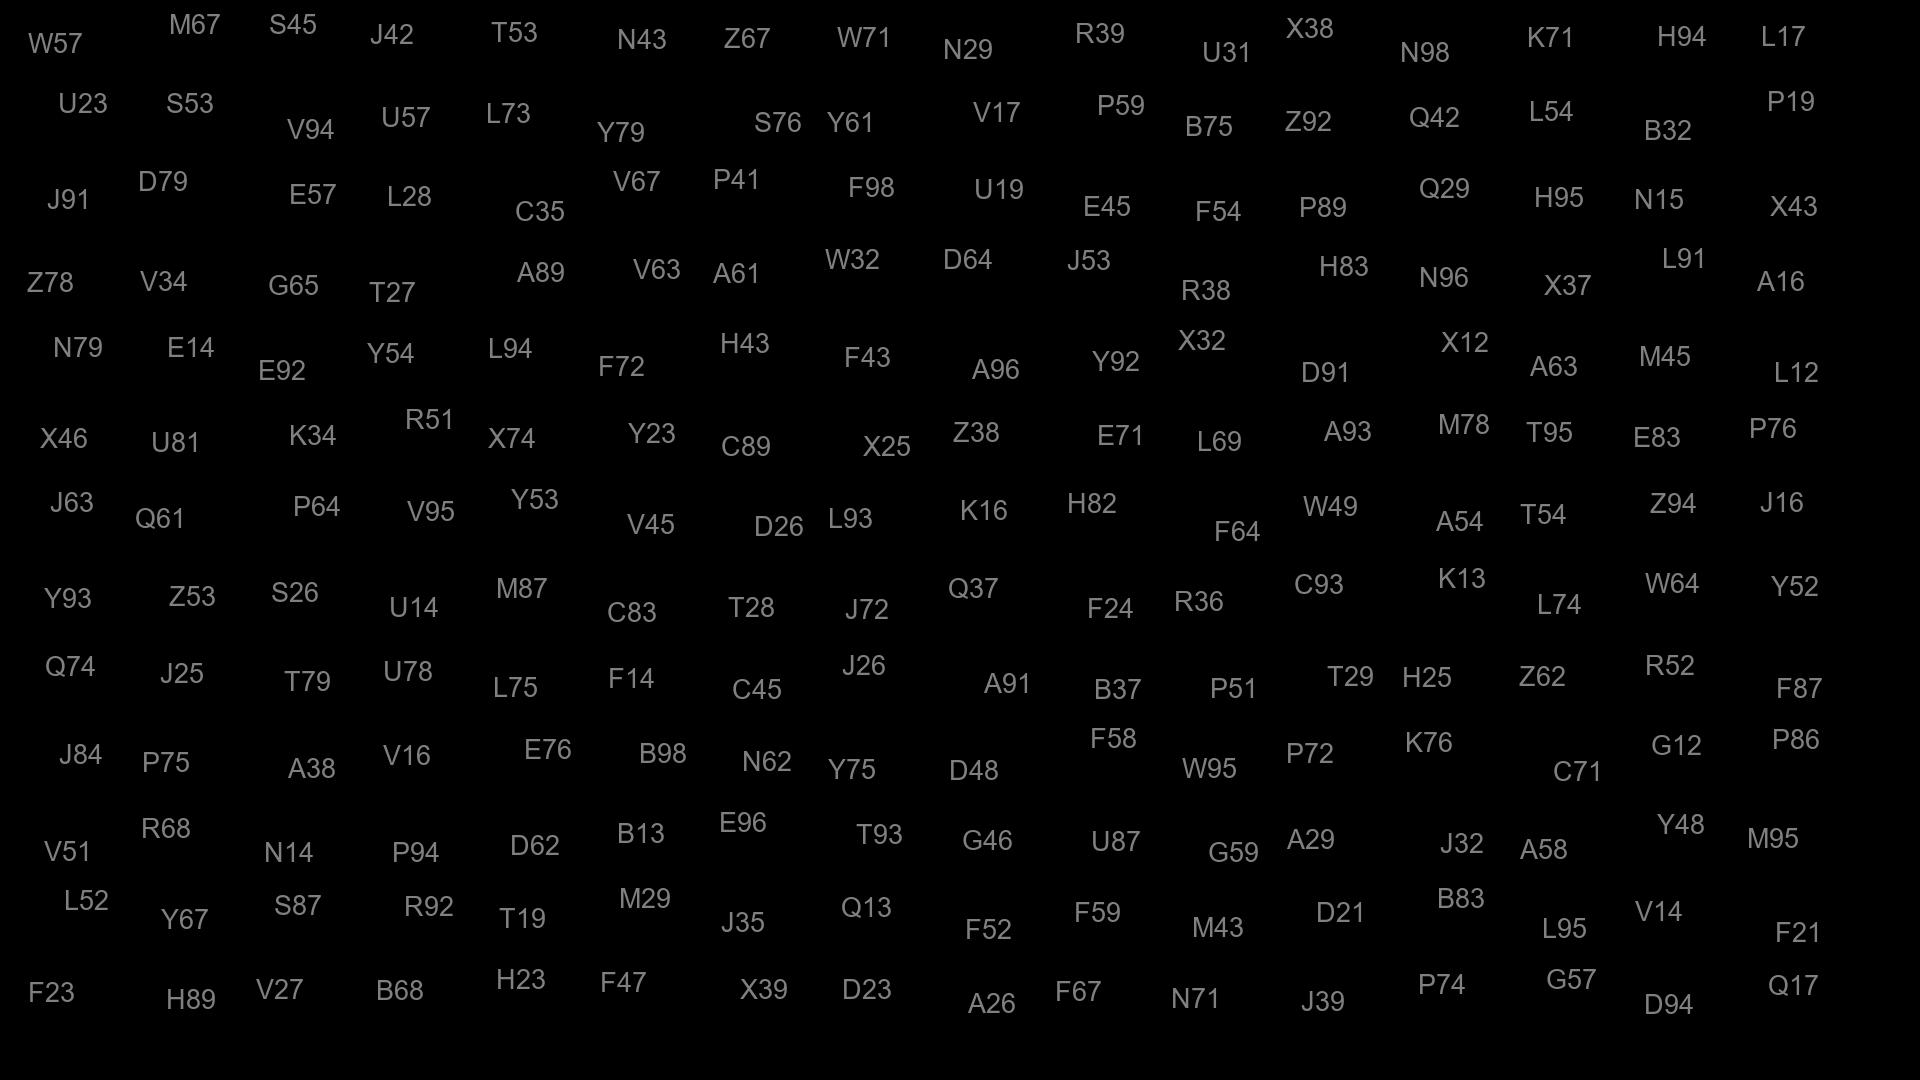 W57 M67 S45 J42 T53 N43 Z67 W71 N29 R39 U31 X38 N98 K71 H94 L17
U23 S53 V94 U57 L73 Y79 S76 Y61 V17 P59 B75 Z92 Q42 L54 B32 P19
J91 D79 E57 L28 C35 V67 P41 F98 U19 E45 F54 P89 Q29 H95 N15 X43
Z78 V34 G65 T27 A89 V63 A61 W32 D64 J53 R38 H83 N96 X37 L91 A16
N79 E14 E92 Y54 L94 F72 H43 F43 A96 Y92 X32 D91 X12 A63 M45 L12
X46 U81 K34 R51 X74 Y23 C89 X25 Z38 E71 L69 A93 M78 T95 E83 P76
J63 Q61 P64 V95 Y53 V45 D26 L93 K16 H82 F64 W49 A54 T54 Z94 J16
Y93 Z53 S26 U14 M87 C83 T28 J72 Q37 F24 R36 C93 K13 L74 W64 Y52
Q74 J25 T79 U78 L75 F14 C45 J26 A91 B37 P51 T29 H25 Z62 R52 F87
J84 P75 A38 V16 E76 B98 N62 Y75 D48 F58 W95 P72 K76 C71 G12 P86
V51 R68 N14 P94 D62 B13 E96 T93 G46 U87 G59 A29 J32 A58 Y48 M95
L52 Y67 S87 R92 T19 M29 J35 Q13 F52 F59 M43 D21 B83 L95 V14 F21
F23 H89 V27 B68 H23 F47 X39 D23 A26 F67 N71 J39 P74 G57 D94 Q17